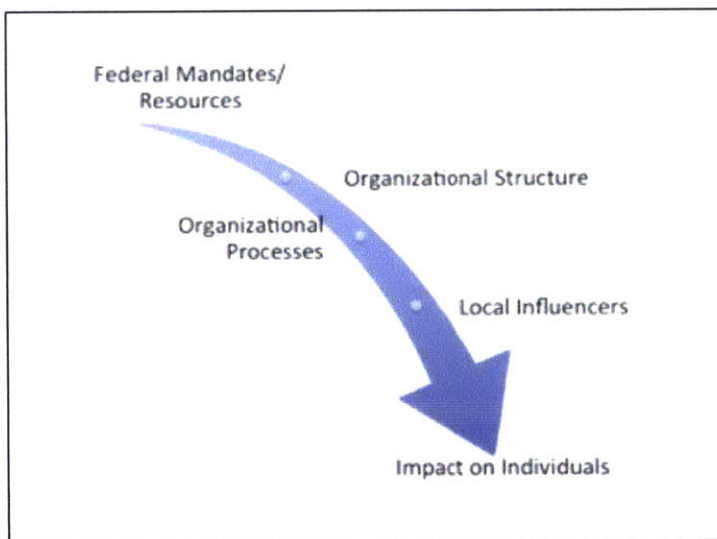 Federal Mandates/
Resources
Organizational Structure
Organizational
Processes
Local Influencers
Impact on Individuals